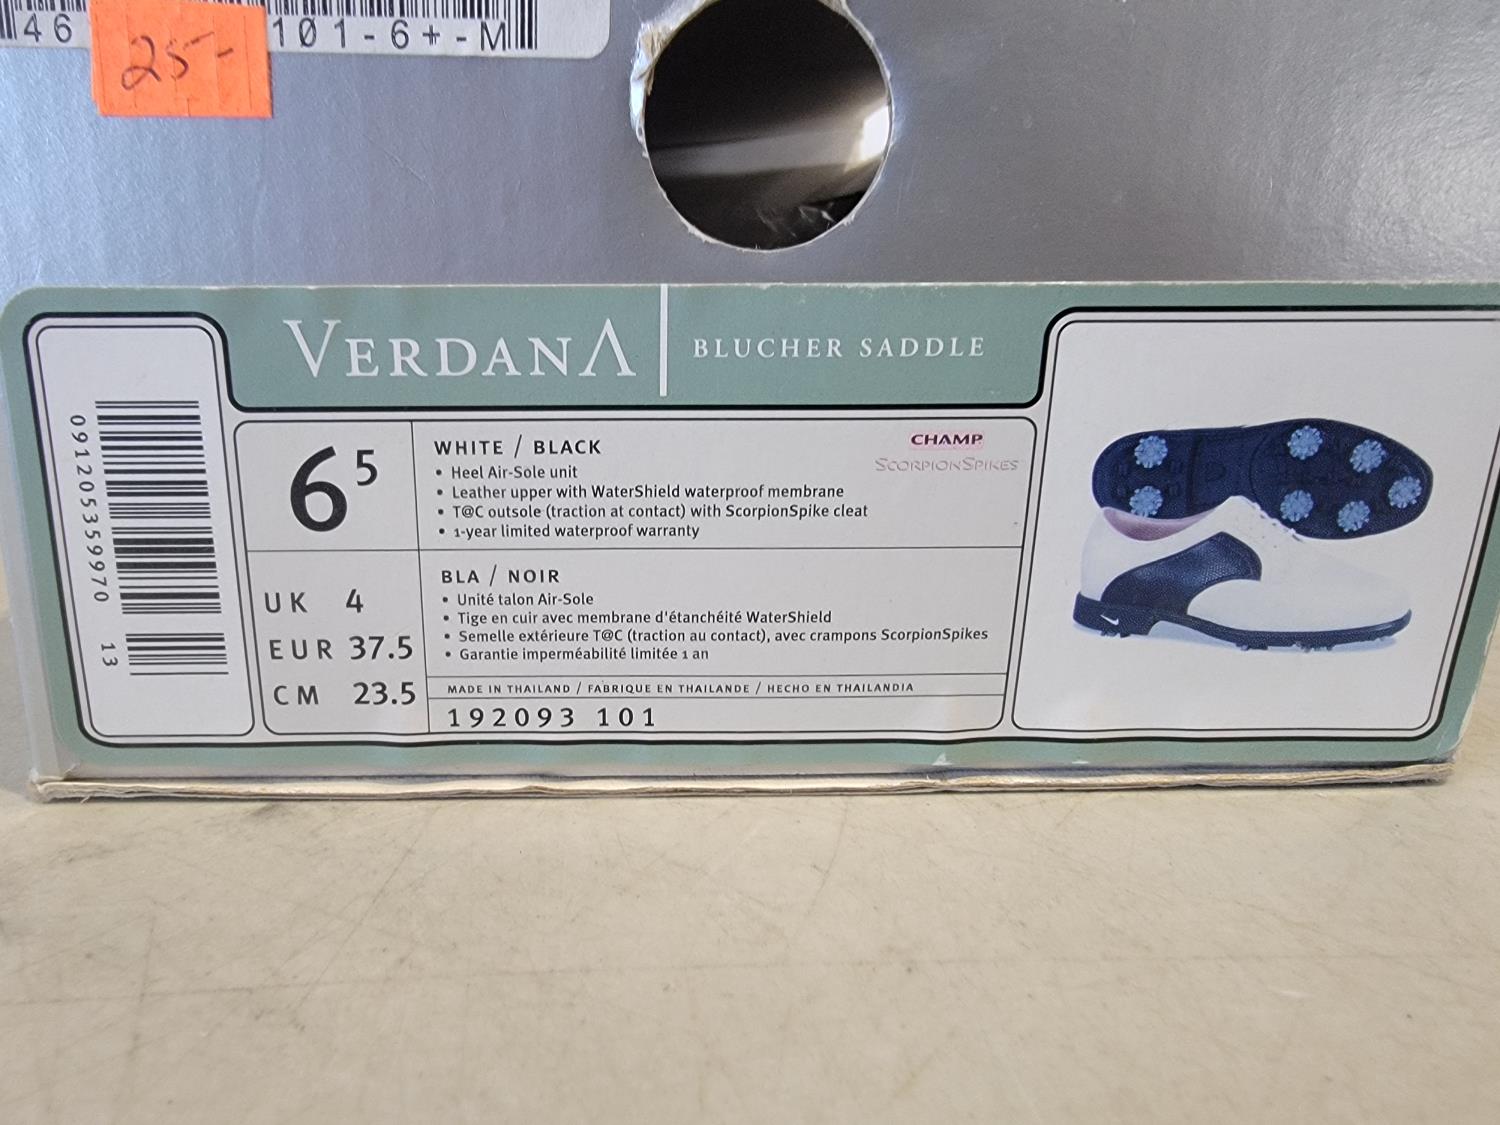 46 101-6+-M
25-
VERDANA | BLUCHER SADDLE
091205359970 13
6 5
WHITE / BLACK
• Heel Air-Sole unit
• Leather upper with WaterShield waterproof membrane
• T@C outsole (traction at contact) with ScorpionSpike cleat
• 1-year limited waterproof warranty
CHAMP
SCORPIONSPIKES
UK 4
EUR 37.5
CM 23.5
BLA / NOIR
• Unité talon Air-Sole
• Tige en cuir avec membrane d'étanchéité WaterShield
• Semelle extérieure T@C (traction au contact), avec crampons ScorpionSpikes
• Garantie imperméabilité limitée 1 an
MADE IN THAILAND / FABRIQUE EN THAILANDE / HECHO EN THAILANDIA
192093 101